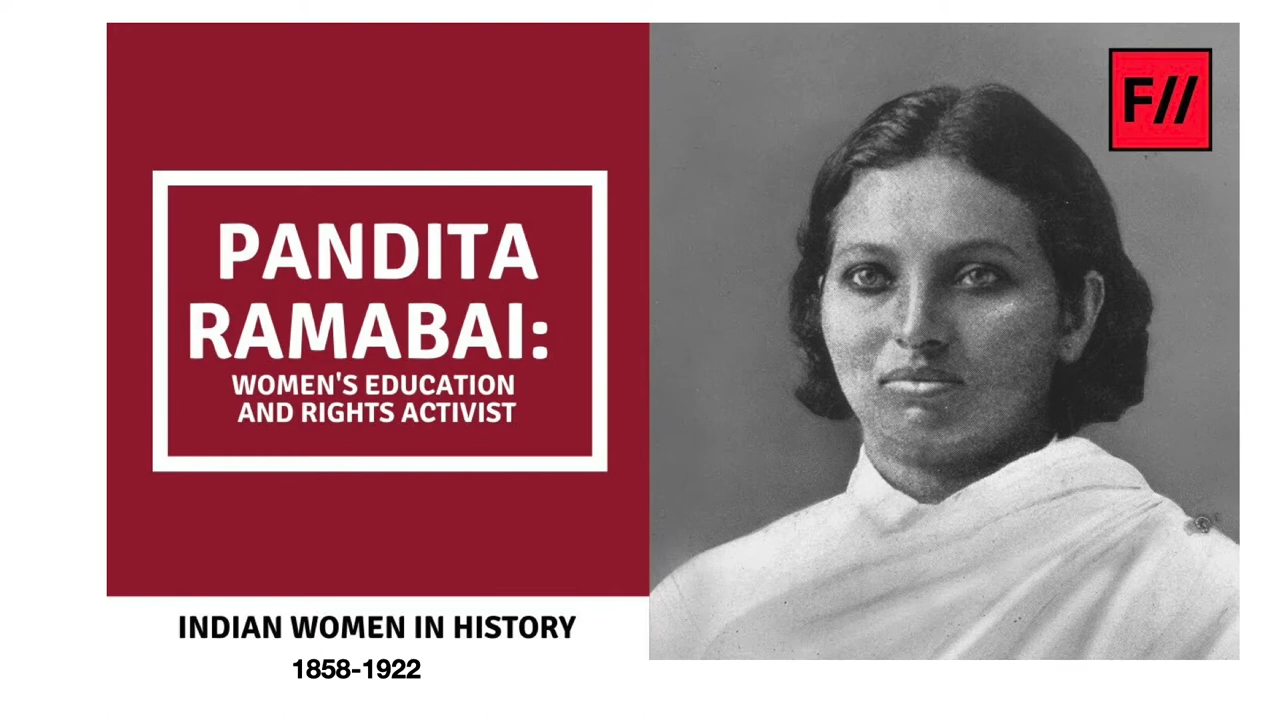 PANDITA
RAMABAI:
WOMEN'S EDUCATION
AND RIGHTS ACTIVIST
INDIAN WOMEN IN HISTORY
1858-1922
F//